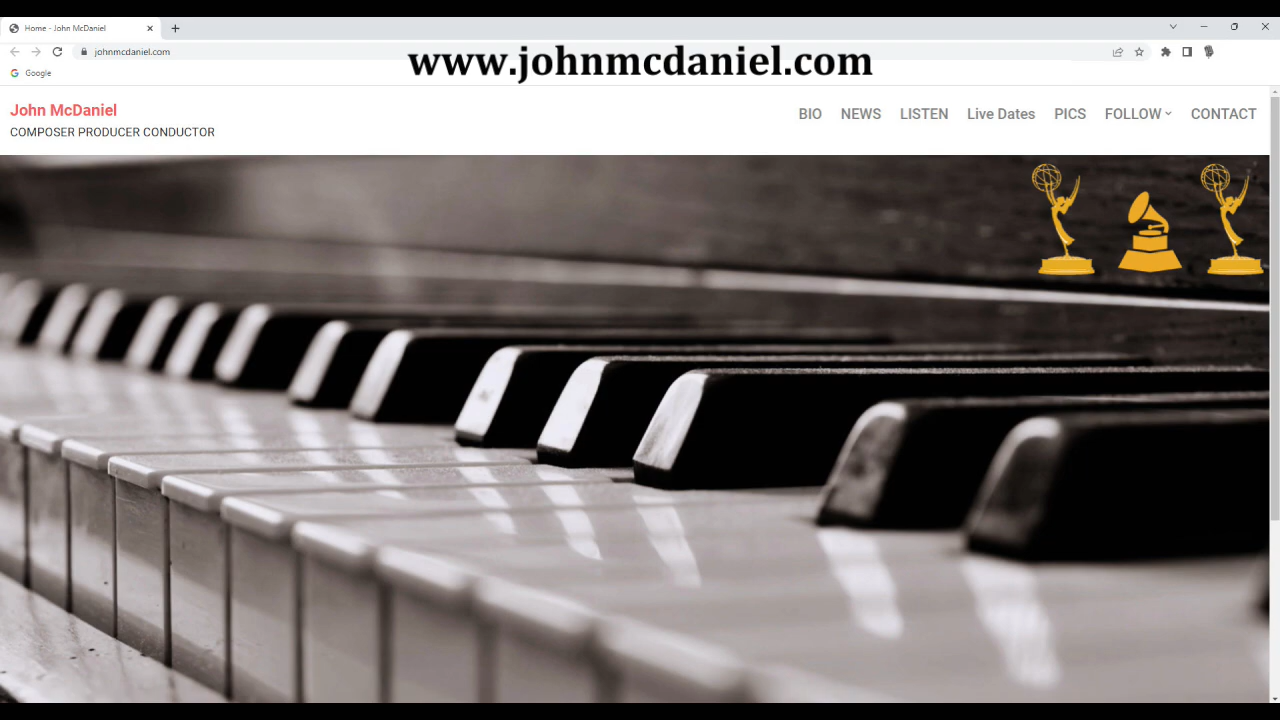 Home - John McDaniel
johnmcdaniel.com
www.johnmcdaniel.com
Google
John McDaniel
COMPOSER PRODUCER CONDUCTOR
BIO NEWS LISTEN Live Dates PICS FOLLOW CONTACT